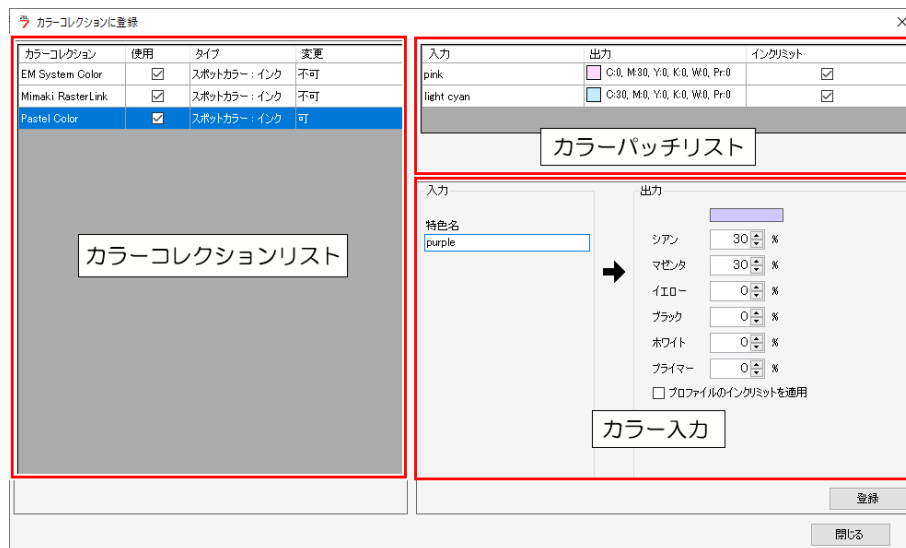 カラーコレクションに登録
カラーコレクション 使用 タイプ 変更
EM System Color スポットカラー：インク 不可
Mimaki RasterLink スポットカラー：インク 不可
Pastel Color スポットカラー：インク 可
カラーコレクションリスト
入力 出力 インクリミット
pink C:0, M:30, Y:0, K:0, W:0, Pr:0
light cyan C:30, M:0, Y:0, K:0, W:0, Pr:0
カラーパッチリスト
入力
特色名
purple
出力
シアン 30 %
マゼンタ 30 %
イエロー 0 %
ブラック 0 %
ホワイト 0 %
プライマー 0 %
プロファイルのインクリミットを適用
カラー入力
登録
閉じる